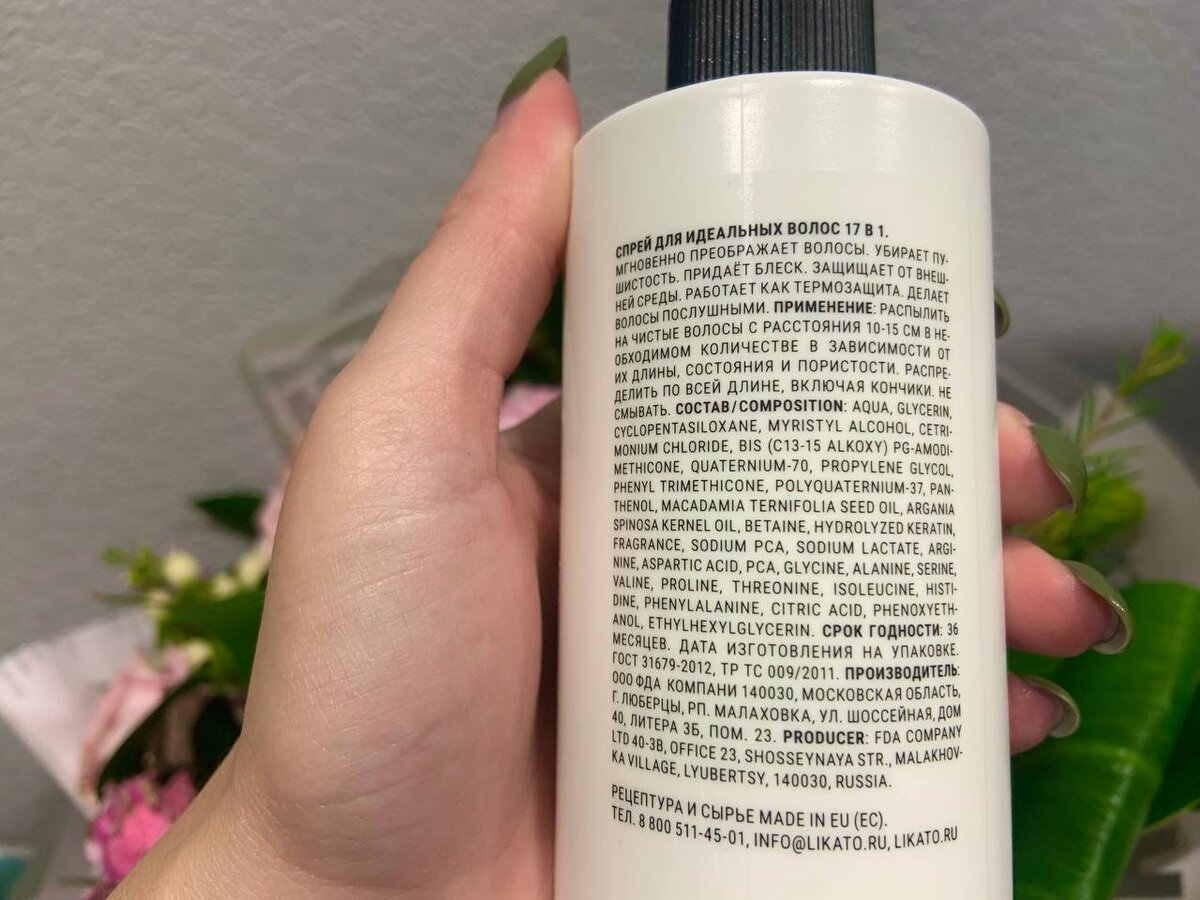 СПРЕЙ ДЛЯ ИДЕАЛЬНЫХ ВОЛОС 17 В 1.
МГНОВЕННО ПРЕОБРАЖАЕТ ВОЛОСЫ. УБИРАЕТ ПУ-
ШИСТОСТЬ. ПРИДАЁТ БЛЕСК. ЗАЩИЩАЕТ ОТ ВНЕШ-
НЕЙ СРЕДЫ. РАБОТАЕТ КАК ТЕРМОЗАЩИТА. ДЕЛАЕТ
ВОЛОСЫ ПОСЛУШНЫМИ. ПРИМЕНЕНИЕ: РАСПЫЛИТЬ
НА ЧИСТЫЕ ВОЛОСЫ С РАССТОЯНИЯ 10-15 СМ В НЕ-
ОБХОДИМОМ КОЛИЧЕСТВЕ В ЗАВИСИМОСТИ ОТ
ИХ ДЛИНЫ, СОСТОЯНИЯ И ПОРИСТОСТИ. РАСПРЕ-
ДЕЛИТЬ ПО ВСЕЙ ДЛИНЕ, ВКЛЮЧАЯ КОНЧИКИ. НЕ
СМЫВАТЬ. СОСТАВ/COMPOSITION: AQUA, GLYCERIN,
CYCLOPENTASILOXANE, MYRISTYL ALCOHOL, CETRI-
MONIUM CHLORIDE, BIS (C13-15 ALKOXY) PG-AMODI-
METHICONE, QUATERNIUM-70, PROPYLENE GLYCOL,
PHENYL TRIMETHICONE, POLYQUATERNIUM-37, PAN-
THENOL, MACADAMIA TERNIFOLIA SEED OIL, ARGANIA
SPINOSA KERNEL OIL, BETAINE, HYDROLYZED KERATIN,
FRAGRANCE, SODIUM PCA, SODIUM LACTATE, ARGI-
NINE, ASPARTIC ACID, PCA, GLYCINE, ALANINE, SERINE,
VALINE, PROLINE, THREONINE, ISOLEUCINE, HISTI-
DINE, PHENYLALANINE, CITRIC ACID, PHENOXYETH-
ANOL, ETHYLHEXYLGLYCERIN. СРОК ГОДНОСТИ: 36
МЕСЯЦЕВ. ДАТА ИЗГОТОВЛЕНИЯ НА УПАКОВКЕ.
ГОСТ 31679-2012, ТР ТС 009/2011. ПРОИЗВОДИТЕЛЬ:
ООО ФДА КОМПАНИ 140030, МОСКОВСКАЯ ОБЛАСТЬ,
Г. ЛЮБЕРЦЫ, РП. МАЛАХОВКА, УЛ. ШОССЕЙНАЯ, ДОМ
40, ЛИТЕРА 3Б, ПОМ. 23. PRODUCER: FDA COMPANY
LTD 40-3B, OFFICE 23, SHOSSEYNAYA STR., MALAKHOV-
KA VILLAGE, LYUBERTSY, 140030, RUSSIA.
РЕЦЕПТУРА И СЫРЬЕ MADE IN EU (ЕС).
ТЕЛ. 8 800 511-45-01, INFO@LIKATO.RU, LIKATO.RU